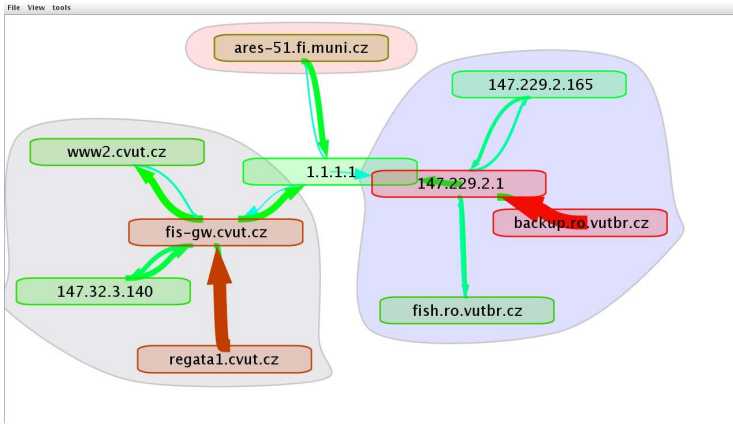 File View tools
ares-51.fi.muni.cz
147.229.2.165
www2.cvut.cz
1.1.1.1
147.229.2.1
fis-gw.cvut.cz
backup.ro.vutbr.cz
147.32.3.140
fish.ro.vutbr.cz
regata1.cvut.cz